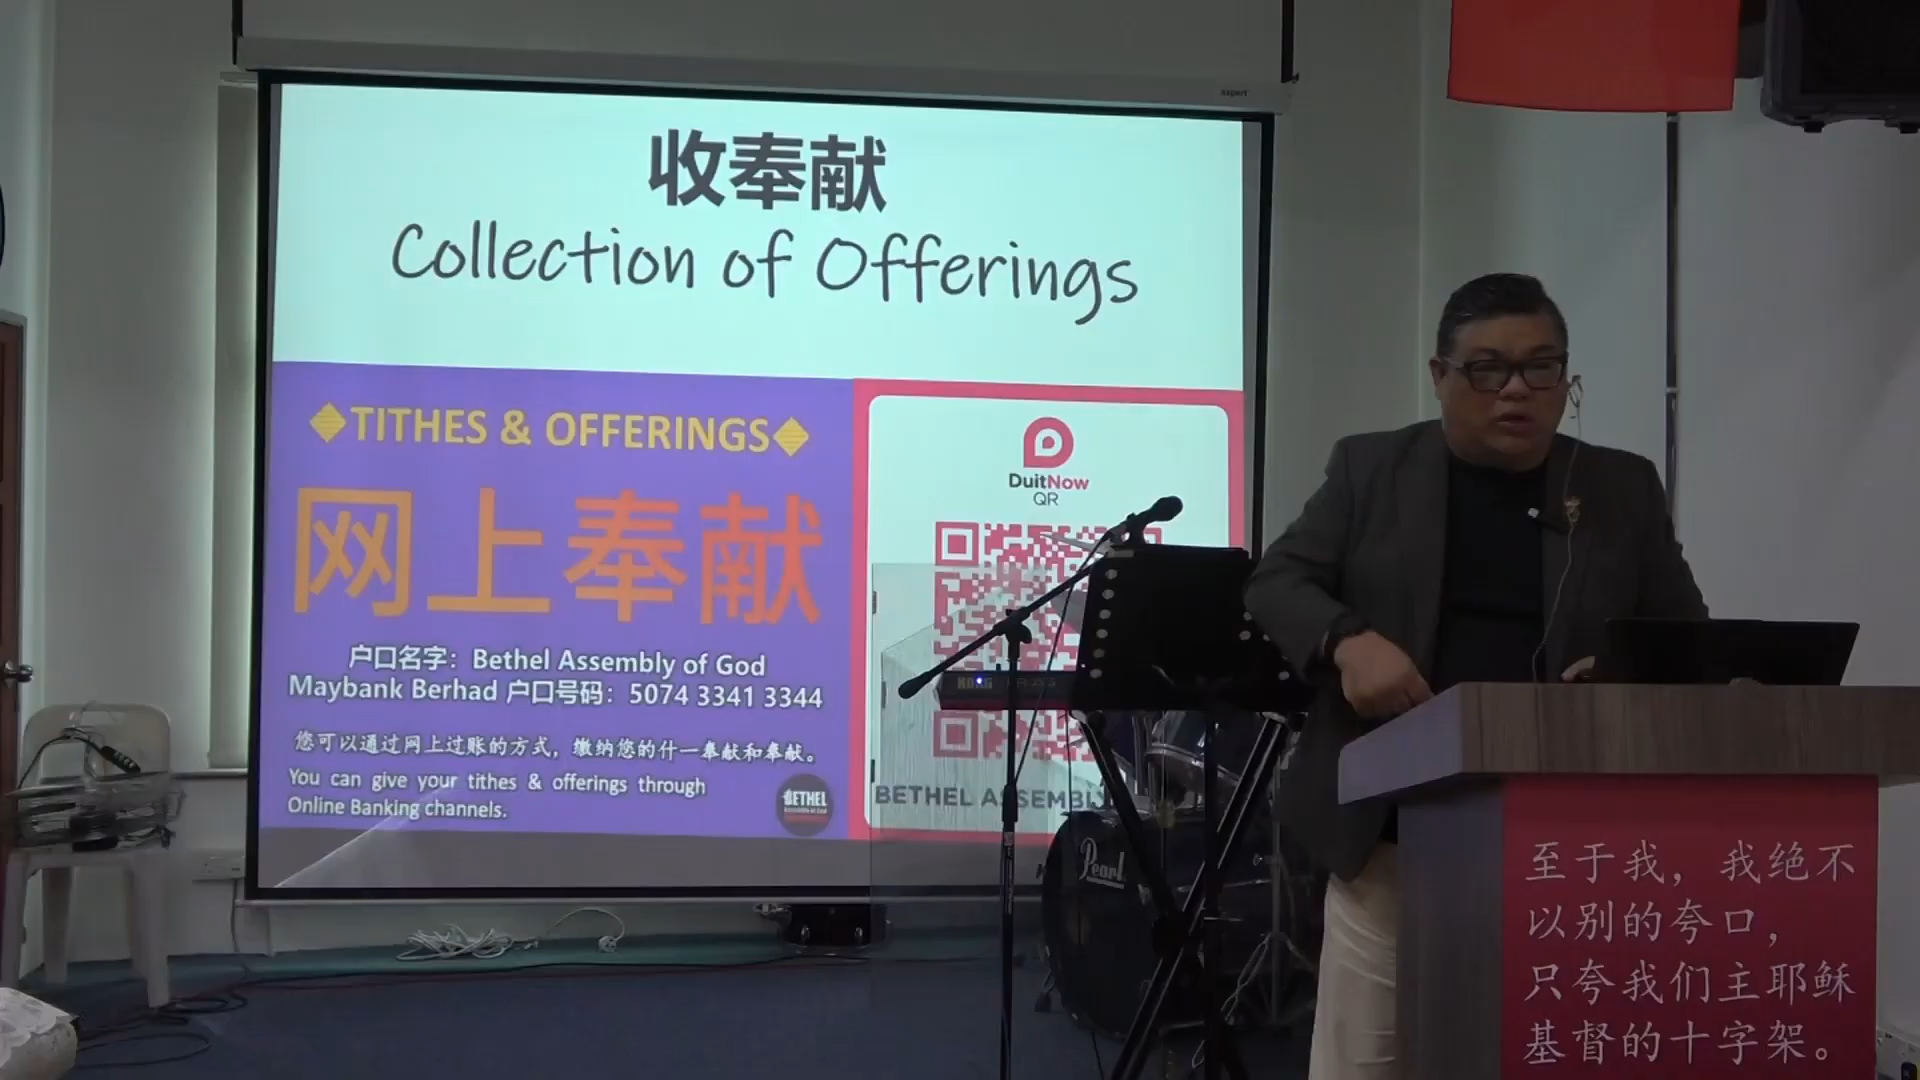 expert
收奉献
Collection of Offerings
◆TITHES & OFFERINGS◆
网上奉献
户口名字：Bethel Assembly of God
Maybank Berhad 户口号码：5074 3341 3344
您可以通过网上过账的方式，缴纳您的什一奉献和奉献。
You can give your tithes & offerings through
Online Banking channels.
BETHEL
DuitNow
QR
KORG
BETHEL ASSEMBLY
Pearl
至于我，我绝不
以别的夸口，
只夸我们主耶稣
基督的十字架。